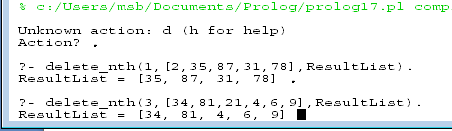 % c:/Users/msb/Documents/Prolog/prolog17.pl comp
Unknown action: d (h for help)
Action? .
?- delete_nth(1,[2,35,87,31,78],ResultList).
ResultList = [35, 87, 31, 78] .
?- delete_nth(3,[34,81,21,4,6,9],ResultList).
ResultList = [34, 81, 4, 6, 9]